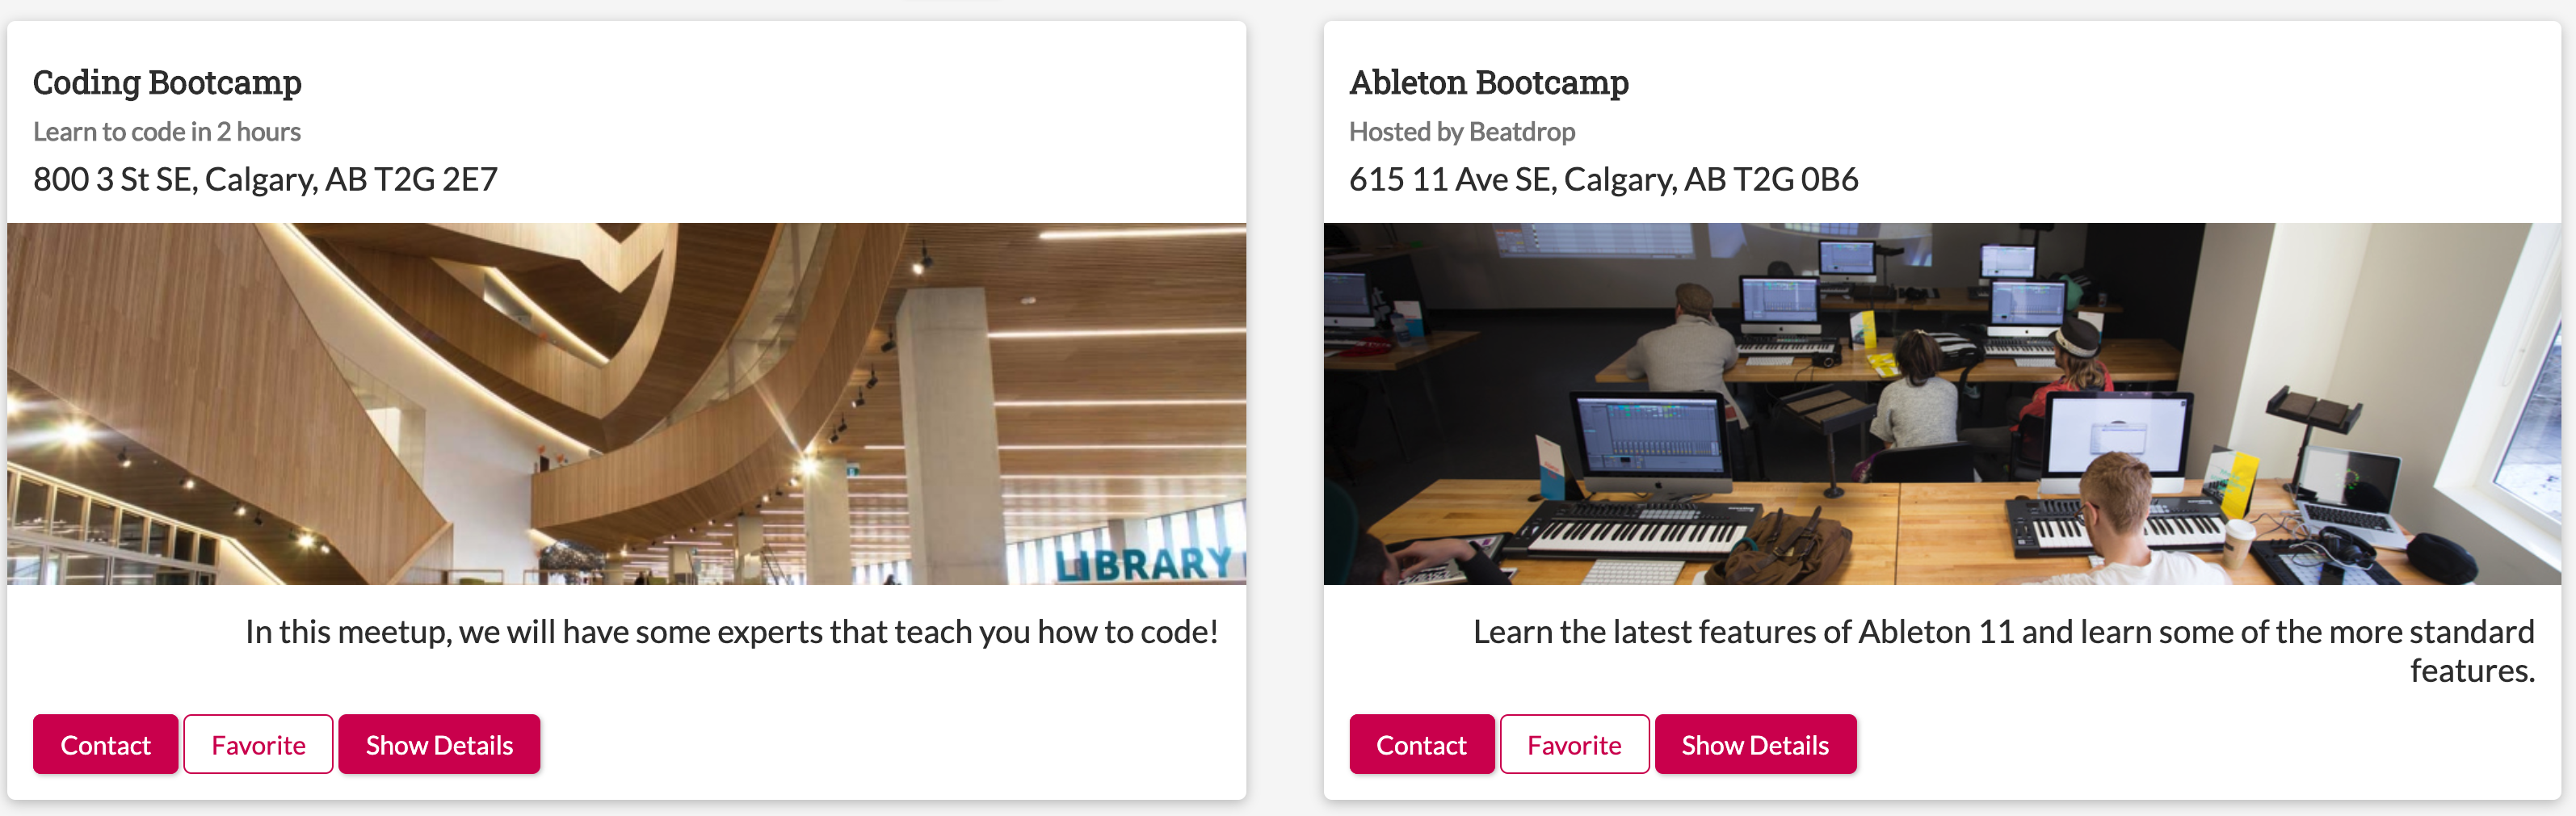 Coding Bootcamp
Learn to code in 2 hours
800 3 St SE, Calgary, AB T2G 2E7
LIBRARY
In this meetup, we will have some experts that teach you how to code!
Contact
Favorite
Show Details
Ableton Bootcamp
Hosted by Beatdrop
615 11 Ave SE, Calgary, AB T2G 0B6
Learn the latest features of Ableton 11 and learn some of the more standard
features.
Contact
Favorite
Show Details